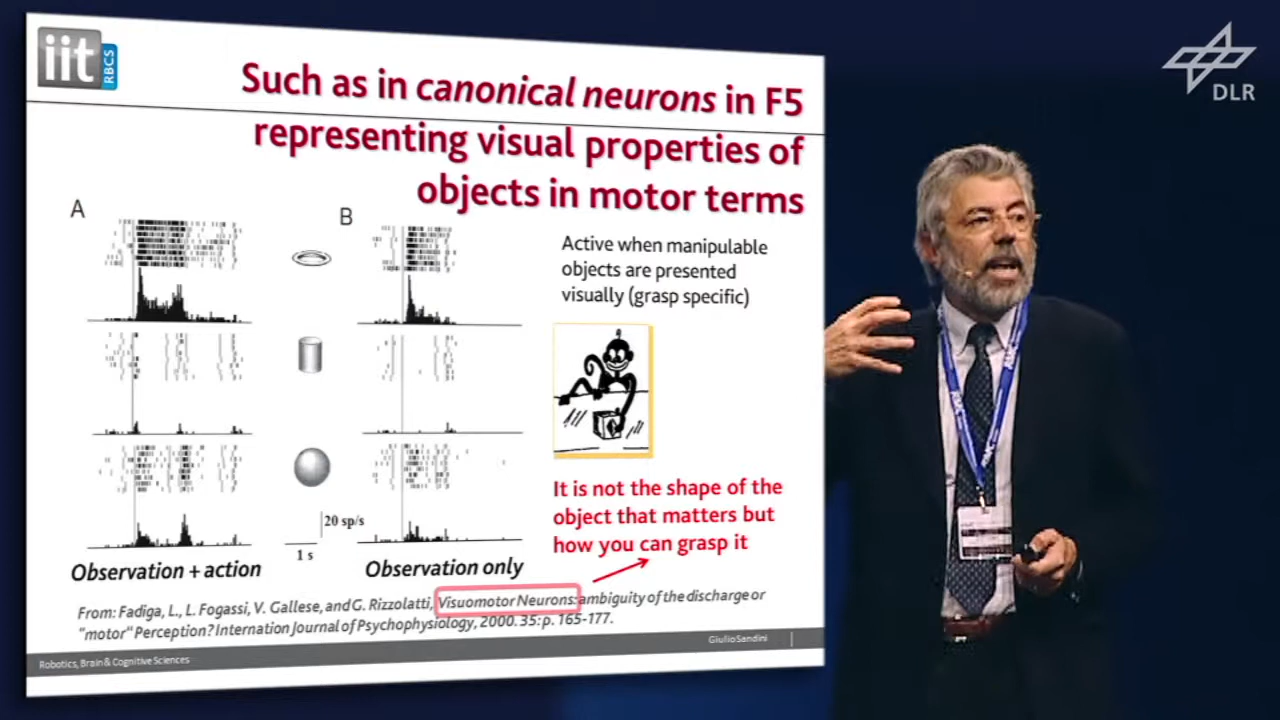 iit
RBCS
Such as in canonical neurons in F5
representing visual properties of
objects in motor terms
A
B
Active when manipulable
objects are presented
visually (grasp specific)
It is not the shape of the
object that matters but
how you can grasp it
20 sp/s
1 s
Observation + action
Observation only
From: Fadiga, L., L. Fogassi, V. Gallese, and G. Rizzolatti, Visuomotor Neurons: ambiguity of the discharge or
"motor" Perception? Internation Journal of Psychophysiology, 2000. 35: p. 165-177.
Giulio Sandini
Robotics, Brain & Cognitive Sciences
DLR